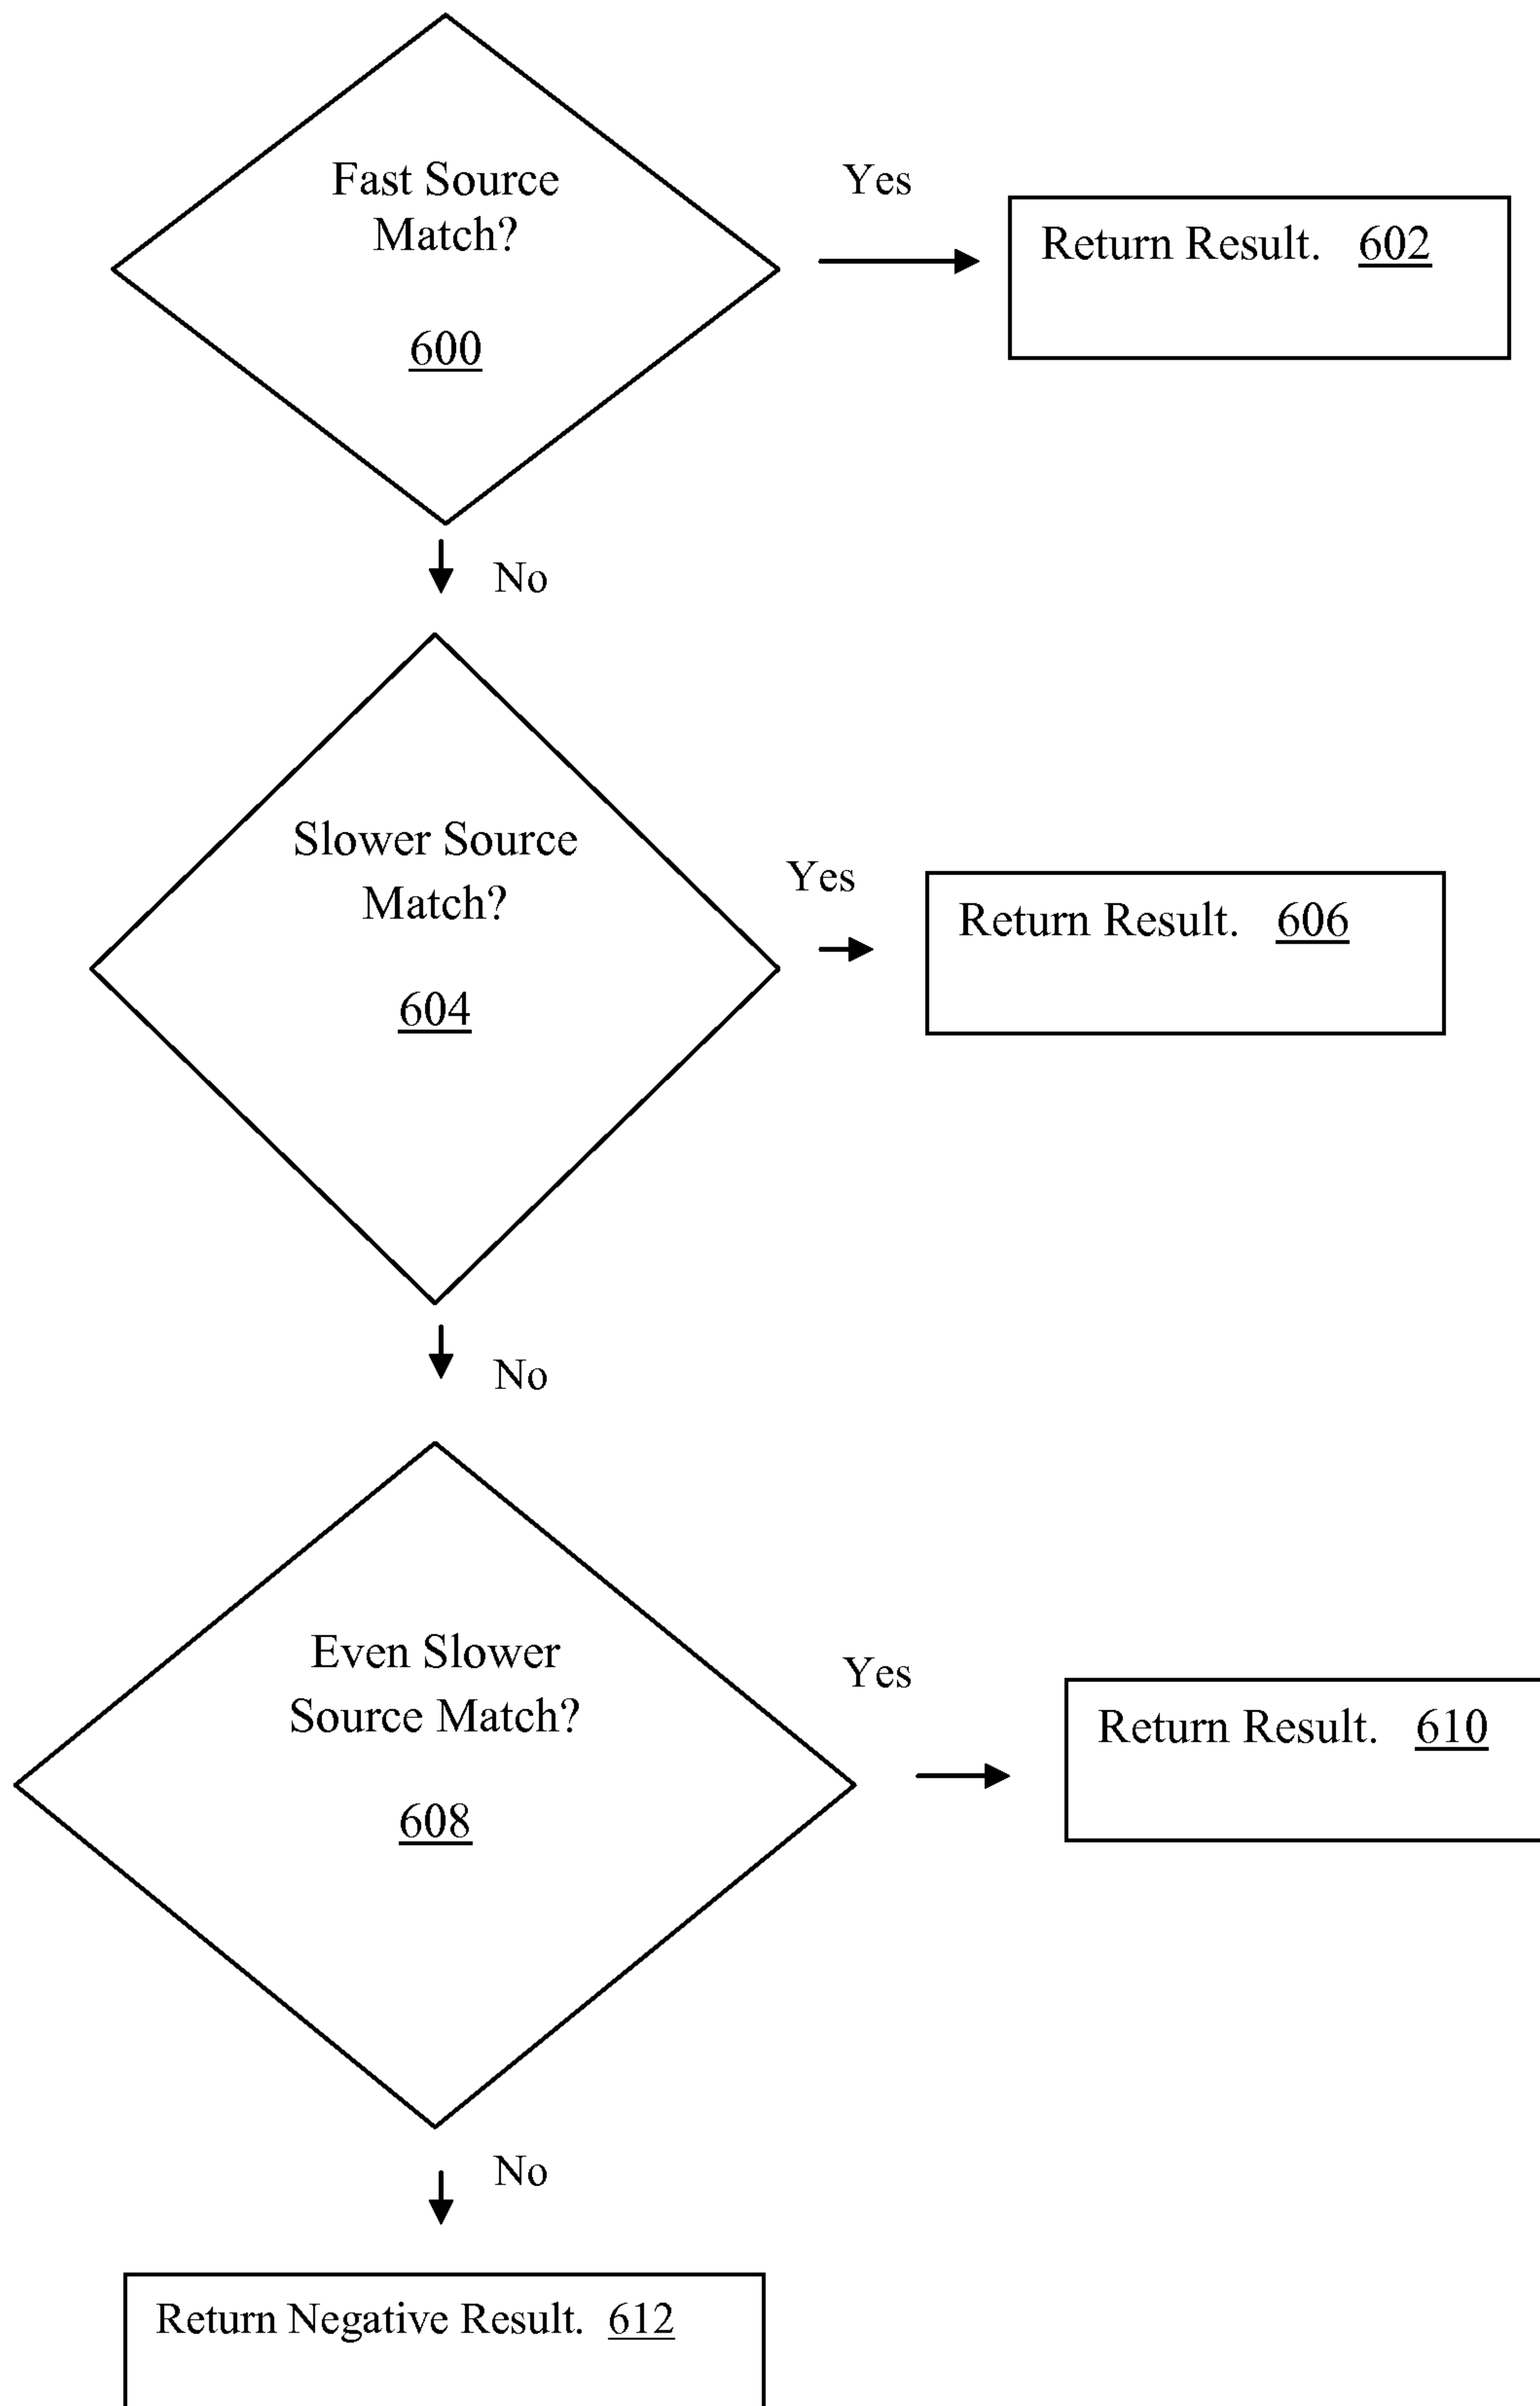 Fast Source
Match?
600
Yes
Return Result. 602
No
Slower Source
Match?
604
Yes
Return Result. 606
No
Even Slower
Source Match?
608
Yes
Return Result. 610
No
Return Negative Result. 612